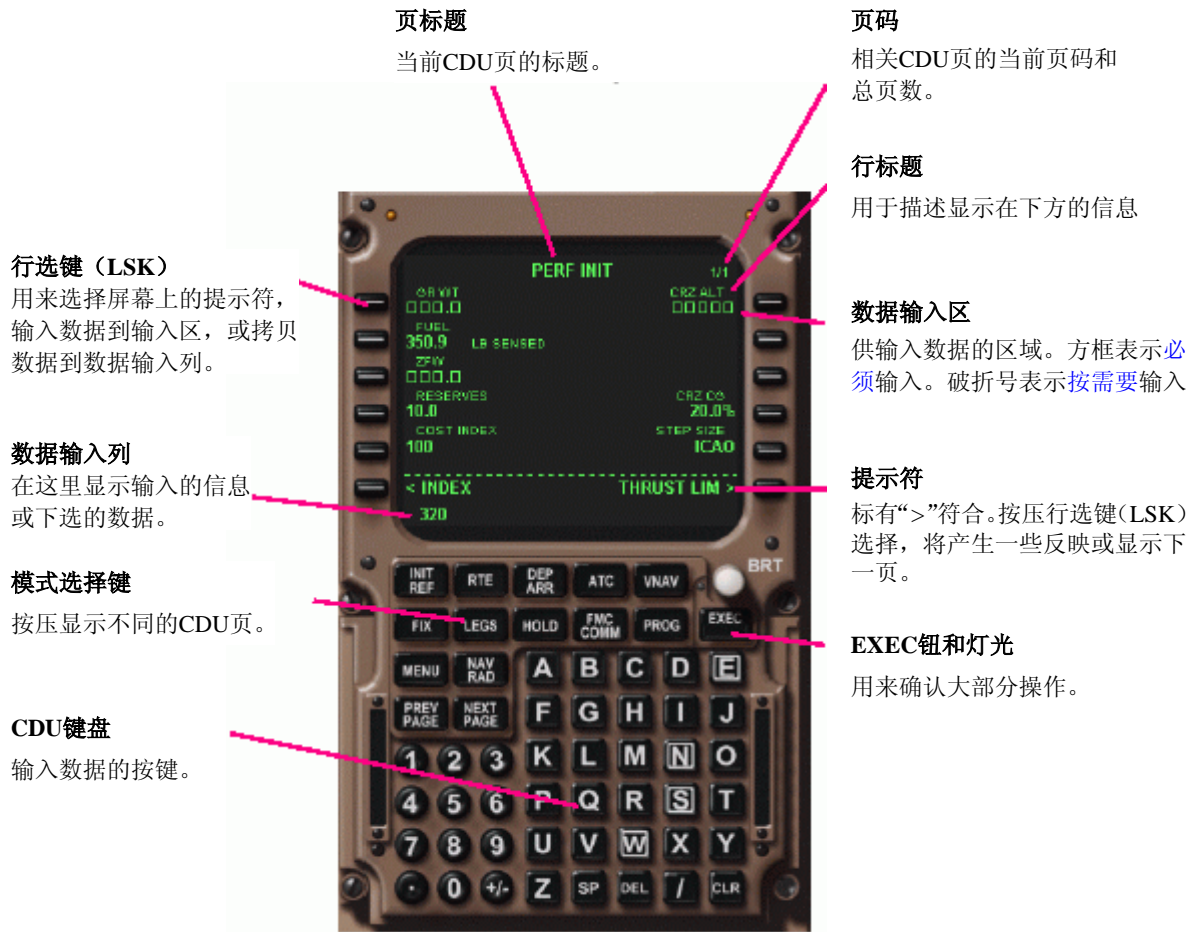 页标题
当前CDU页的标题。
页码
相关CDU页的当前页码和
总页数。
行标题
用于描述显示在下方的信息
行选键（LSK）
用来选择屏幕上的提示符，
输入数据到输入区，或拷贝
数据到数据输入列。
数据输入区
供输入数据的区域。方框表示必
须输入。破折号表示按需要输入
数据输入列
在这里显示输入的信息
或下选的数据。
提示符
标有“>”符合。按压行选键（LSK）
选择，将产生一些反映或显示下
一页。
模式选择键
按压显示不同的CDU页。
EXEC钮和灯光
用来确认大部分操作。
CDU键盘
输入数据的按键。
PERF INIT 1/1
GR WT CRZ ALT
□□□.□ □□□□□
FUEL
350.9 LB SENSED
ZFW
□□□.□
RESERVES CRZ CG
10.0 20.0%
COST INDEX STEP SIZE
100 ICAO
< INDEX THRUST LIM >
320
BRT
INIT REF RTE DEP ARR ATC VNAV
FIX LEGS HOLD FMC COMM PROG EXEC
MENU NAV RAD A B C D E
PREV PAGE NEXT PAGE F G H I J
1 2 3 K L M N O
4 5 6 P Q R S T
7 8 9 U V W X Y
. 0 +/- Z SP DEL / CLR